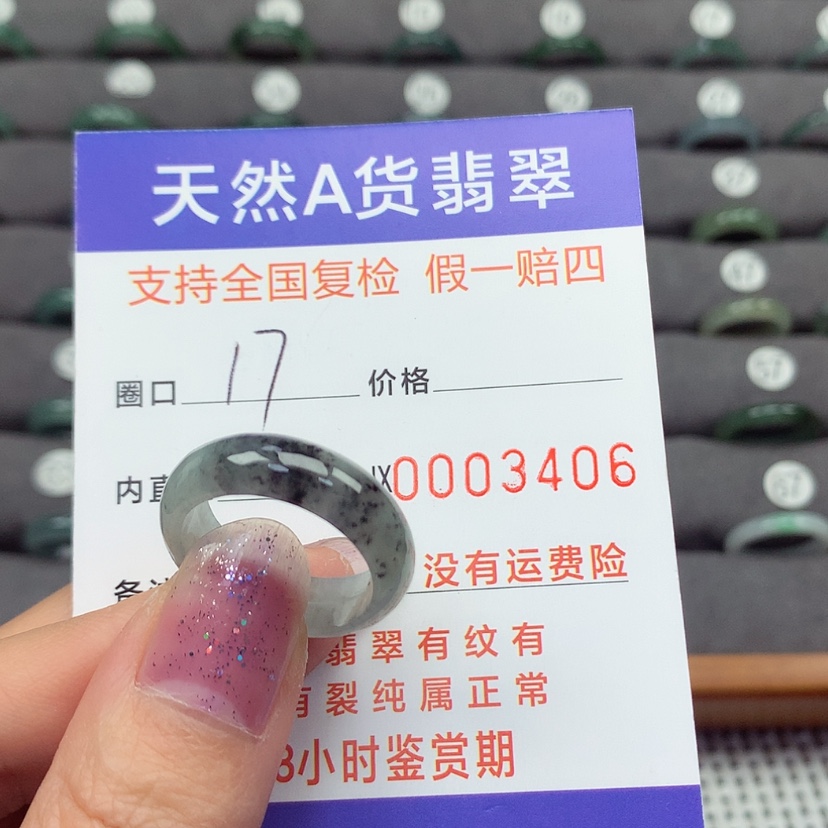 天然A货翡翠
支持全国复检 假一赔四
圈口 17 价格
内直 0003406
没有运费险
翡翠有纹有
有裂纯属正常
8小时鉴赏期